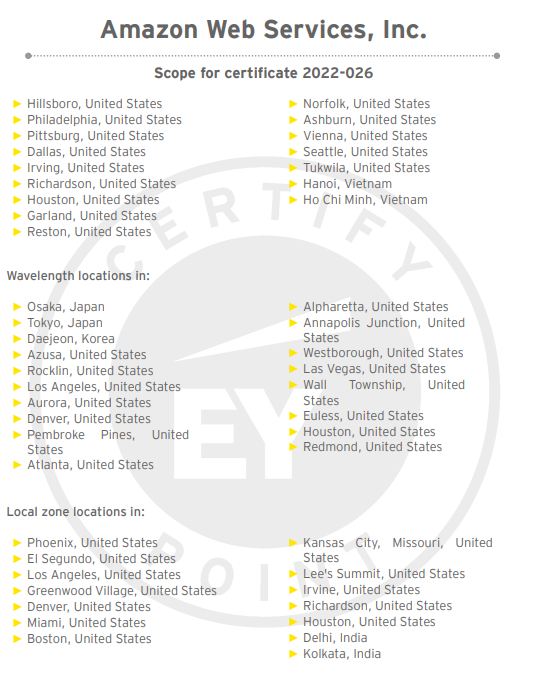 Amazon Web Services, Inc.
Scope for certificate 2022-026
Hillsboro, United States
Philadelphia, United States
Pittsburg, United States
Dallas, United States
Irving, United States
Richardson, United States
Houston, United States
Garland, United States
Reston, United States
Norfolk, United States
Ashburn, United States
Vienna, United States
Seattle, United States
Tukwila, United States
Hanoi, Vietnam
Ho Chi Minh, Vietnam
Wavelength locations in:
Osaka, Japan
Tokyo, Japan
Daejeon, Korea
Azusa, United States
Rocklin, United States
Los Angeles, United States
Aurora, United States
Denver, United States
Pembroke Pines, United
States
Atlanta, United States
Alpharetta, United States
Annapolis Junction, United
States
Westborough, United States
Las Vegas, United States
Wall Township, United
States
Euless, United States
Houston, United States
Redmond, United States
Local zone locations in:
Phoenix, United States
El Segundo, United States
Los Angeles, United States
Greenwood Village, United States
Denver, United States
Miami, United States
Boston, United States
Kansas City, Missouri, United
States
Lee's Summit, United States
Irvine, United States
Richardson, United States
Houston, United States
Delhi, India
Kolkata, India
CERTIFY
EY
POINT